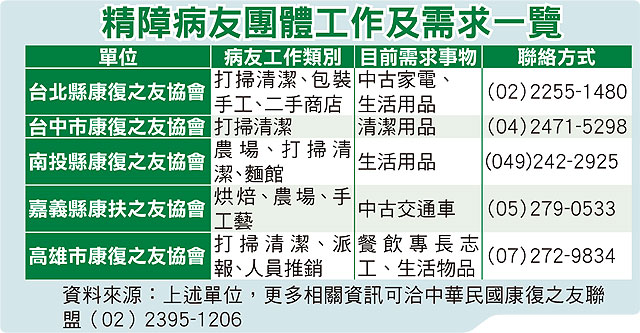 精障病友團體工作及需求一覽
單位 病友工作類別 目前需求事物 聯絡方式
台北縣康復之友協會 打掃清潔、包裝手工、二手商店 中古家電、生活用品 (02)2255-1480
台中市康復之友協會 打掃清潔 清潔用品 (04)2471-5298
南投縣康復之友協會 農場、打掃清潔、麵館 生活用品 (049)242-2925
嘉義縣康扶之友協會 烘焙、農場、手工藝 中古交通車 (05)279-0533
高雄市康復之友協會 打掃清潔、派報、人員推銷 餐飲專長志工、生活物品 (07)272-9834
資料來源：上述單位，更多相關資訊可洽中華民國康復之友聯
盟（02）2395-1206